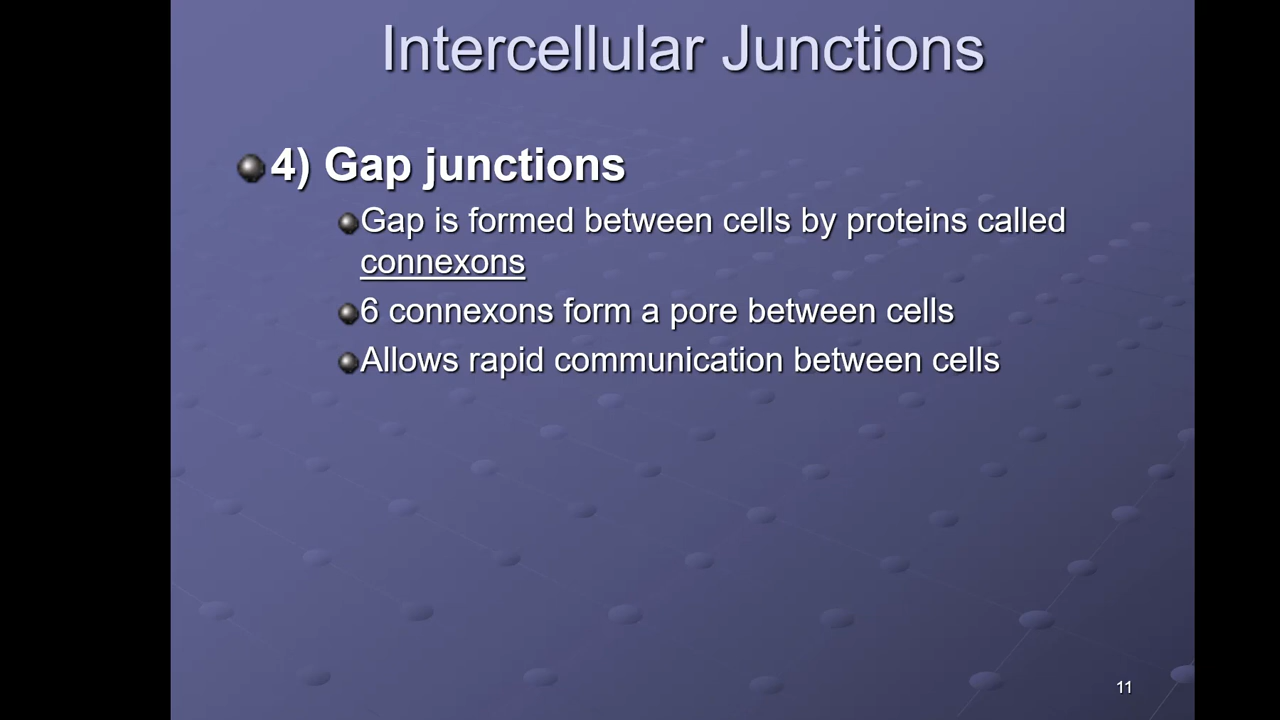 Intercellular Junctions
4) Gap junctions
Gap is formed between cells by proteins called
connexons
6 connexons form a pore between cells
Allows rapid communication between cells
11